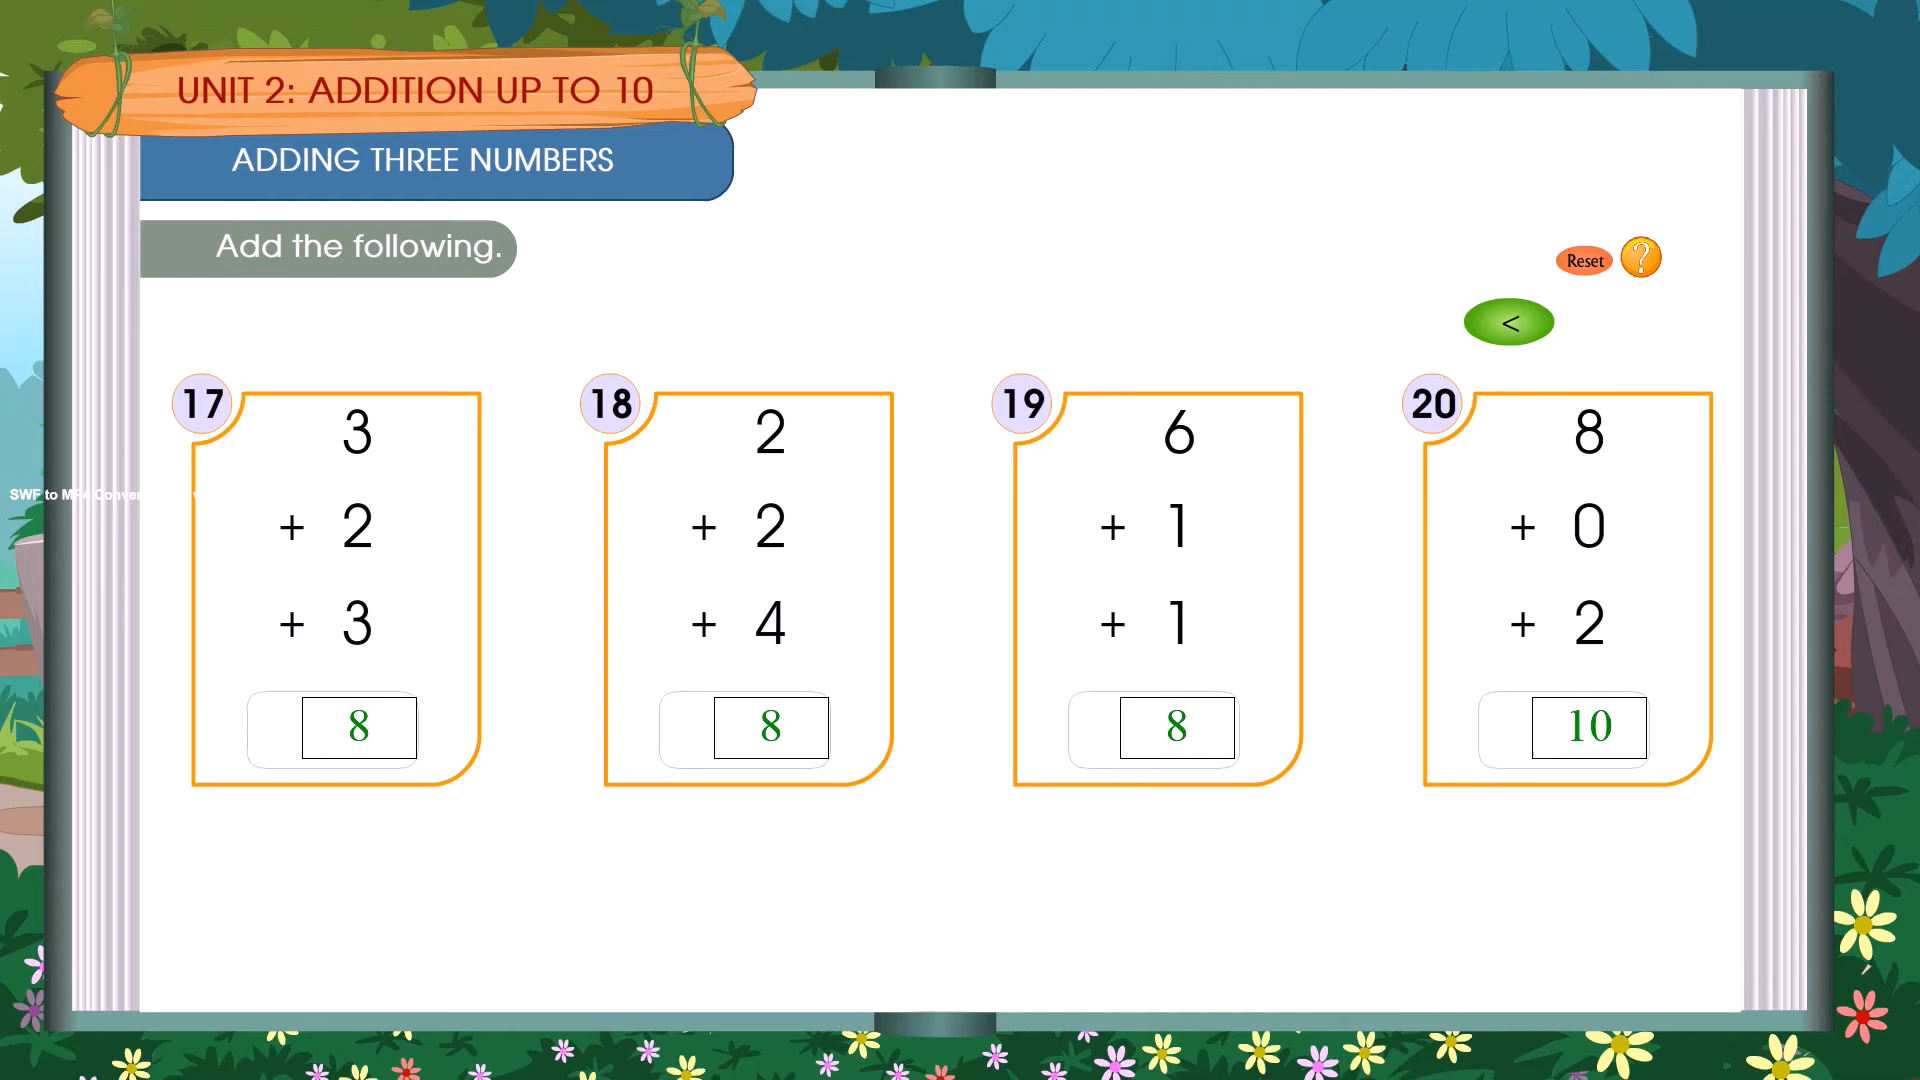 UNIT 2: ADDITION UP TO 10
ADDING THREE NUMBERS
Add the following.
Reset ?
<
17 18 19 20
3 2 6 8
+ 2 + 2 + 1 + 0
SWF to MP4 Conver
+ 3 + 4 + 1 + 2
8 8 8 10